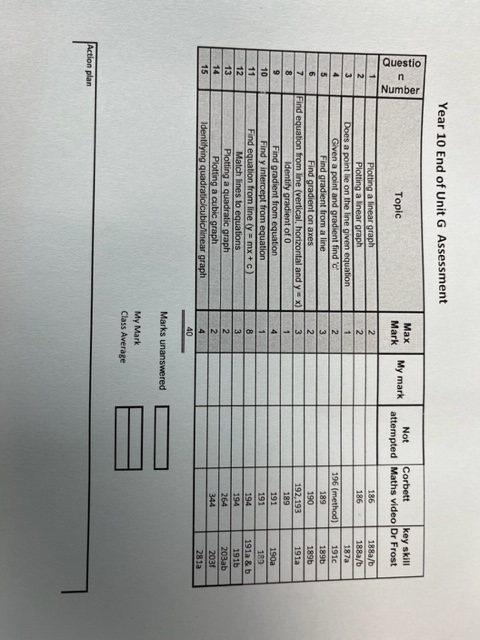 Year 10 End of Unit G Assessment
Questio n Number Topic Max Mark My mark Not attempted Corbett Maths video key skill Dr Frost
1 Plotting a linear graph 2 186 188a/b
2 Plotting a linear graph 2 186 188a/b
3 Does a point lie on the line given equation 1 187a
4 Given a point and gradient find 'c' 2 196 (method) 191c
5 Find gradient from a line 3 189 189b
6 Find gradient on axes 2 190 189b
7 Find equation from line (vertical, horizontal and y = x) 3 192,193 191a
8 Identify gradient of 0 1 189
9 Find gradient from equation 4 191 190a
10 Find y intercept from equation 1 191 189
11 Find equation from line (y = mx + c) 8 194 191a & b
12 Match lines to equations 3 194 191b
13 Plotting a quadratic graph 2 264 203ab
14 Plotting a cubic graph 2 344 203f
15 Identifying quadratic/cubic/linear graph 4 281a
40
Marks unanswered
My Mark
Class Average
Action plan